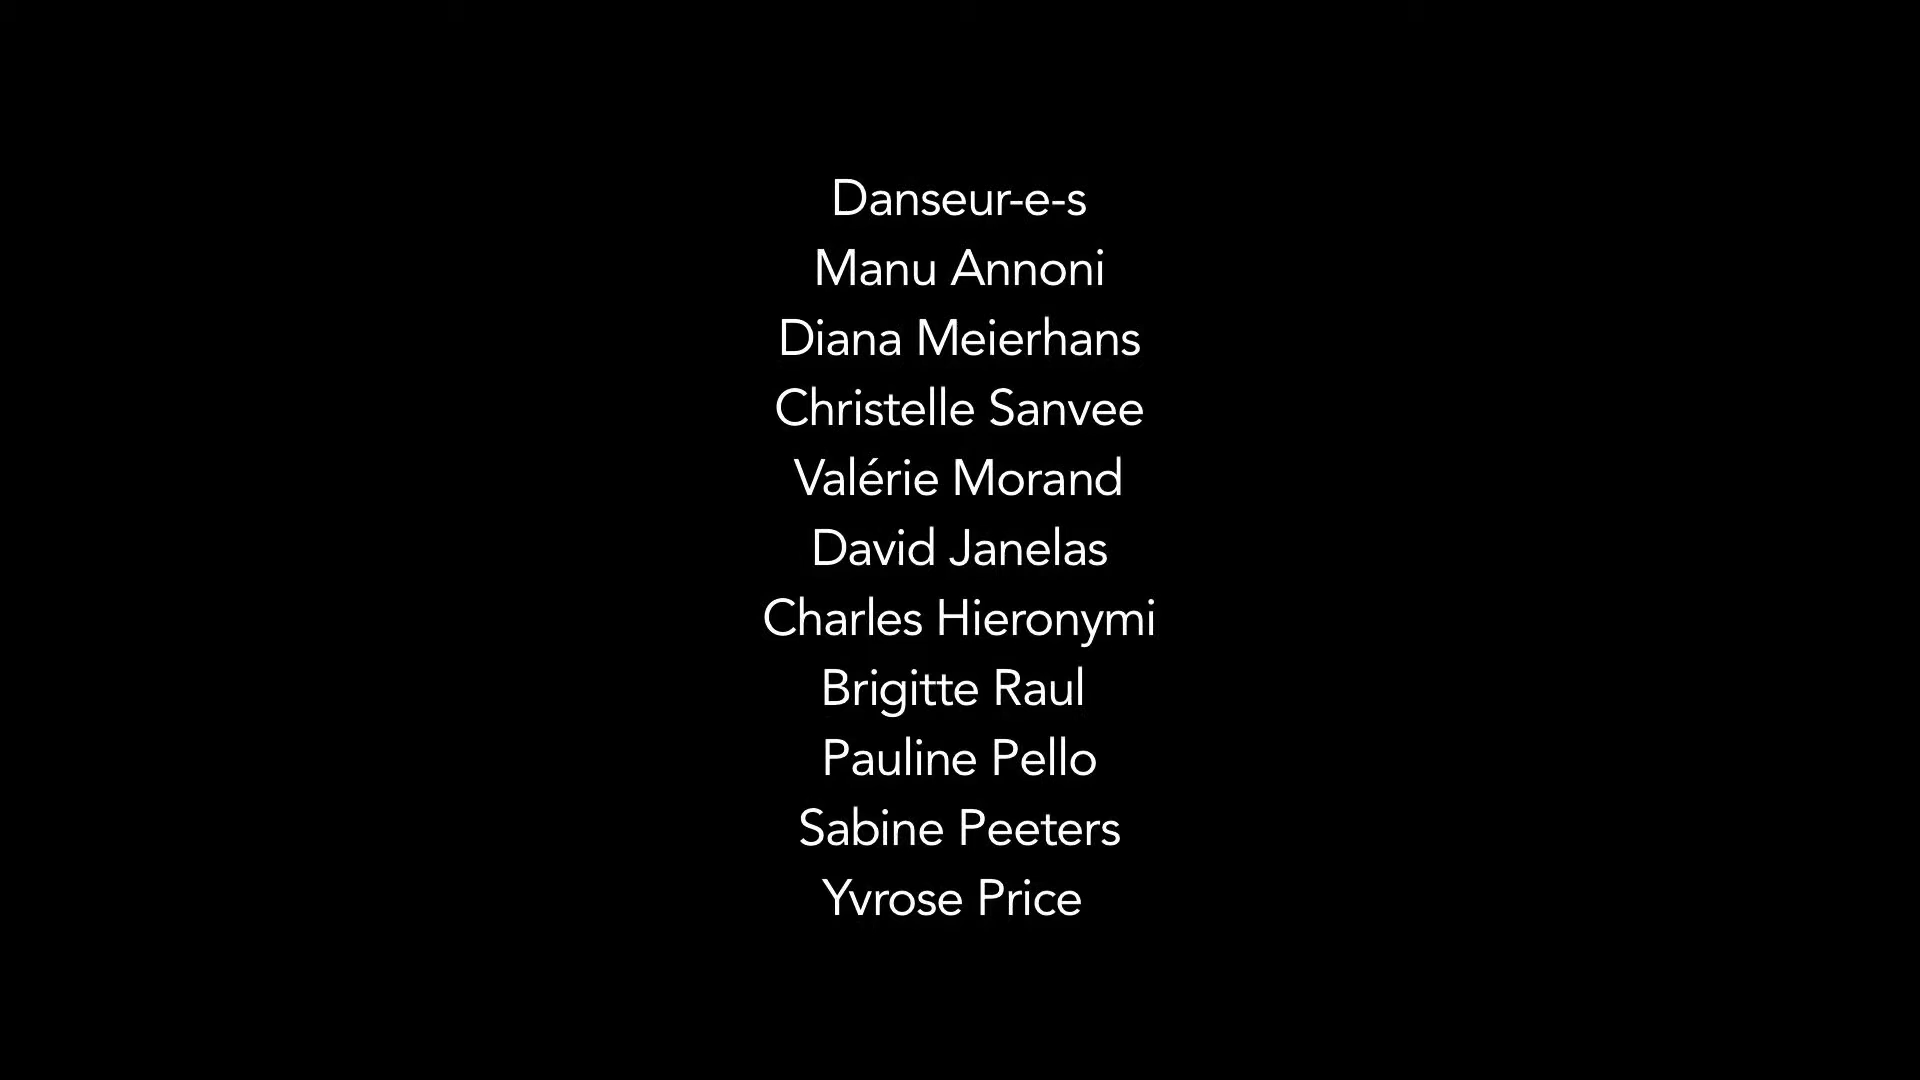 Danseur-e-s
Manu Annoni
Diana Meierhans
Christelle Sanvee
Valérie Morand
David Janelas
Charles Hieronymi
Brigitte Raul
Pauline Pello
Sabine Peeters
Yvrose Price